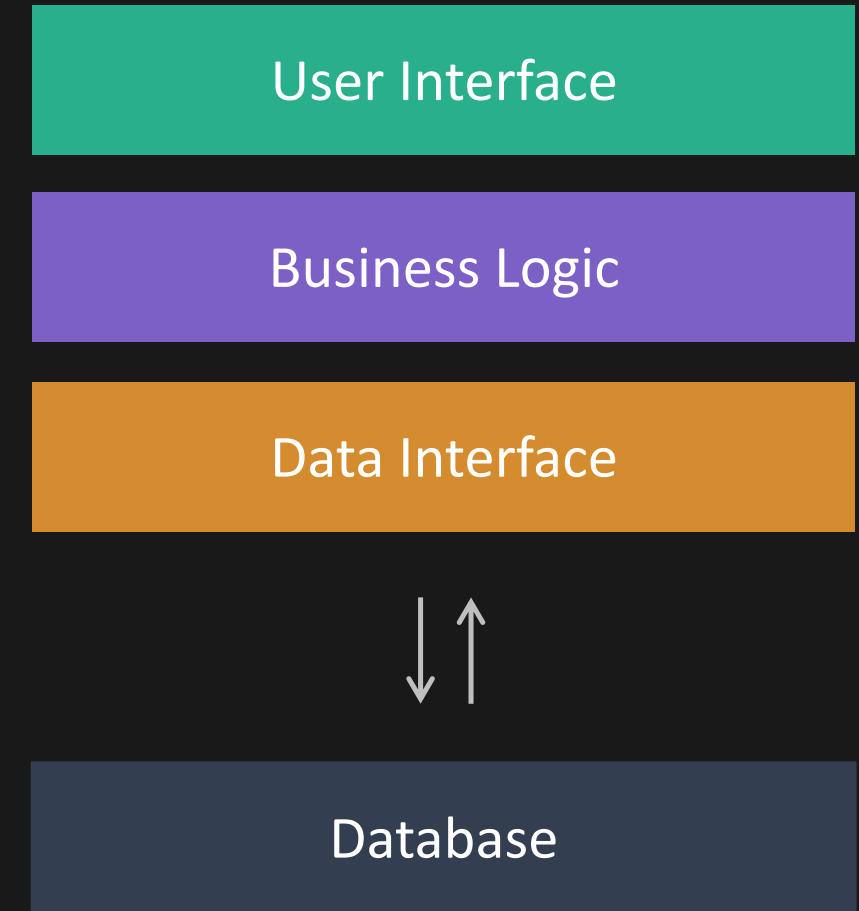 User Interface
Business Logic
Data Interface
Database